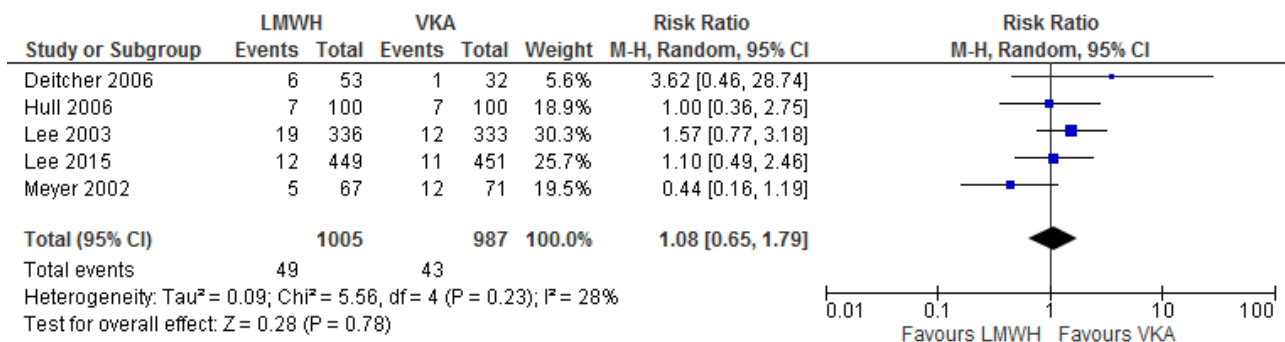 LMWH VKA Risk Ratio Risk Ratio
Study or Subgroup Events Total Events Total Weight M-H, Random, 95% CI M-H, Random, 95% CI
Deitcher 2006 6 53 1 32 5.6% 3.62 [0.46, 28.74]
Hull 2006 7 100 7 100 18.9% 1.00 [0.36, 2.75]
Lee 2003 19 336 12 333 30.3% 1.57 [0.77, 3.18]
Lee 2015 12 449 11 451 25.7% 1.10 [0.49, 2.46]
Meyer 2002 5 67 12 71 19.5% 0.44 [0.16, 1.19]
Total (95% CI) 1005 987 100.0% 1.08 [0.65, 1.79]
Total events 49 43
Heterogeneity: Tau² = 0.09; Chi² = 5.56, df = 4 (P = 0.23); I² = 28%
Test for overall effect: Z = 0.28 (P = 0.78)
0.01 0.1 1 10 100
Favours LMWH Favours VKA